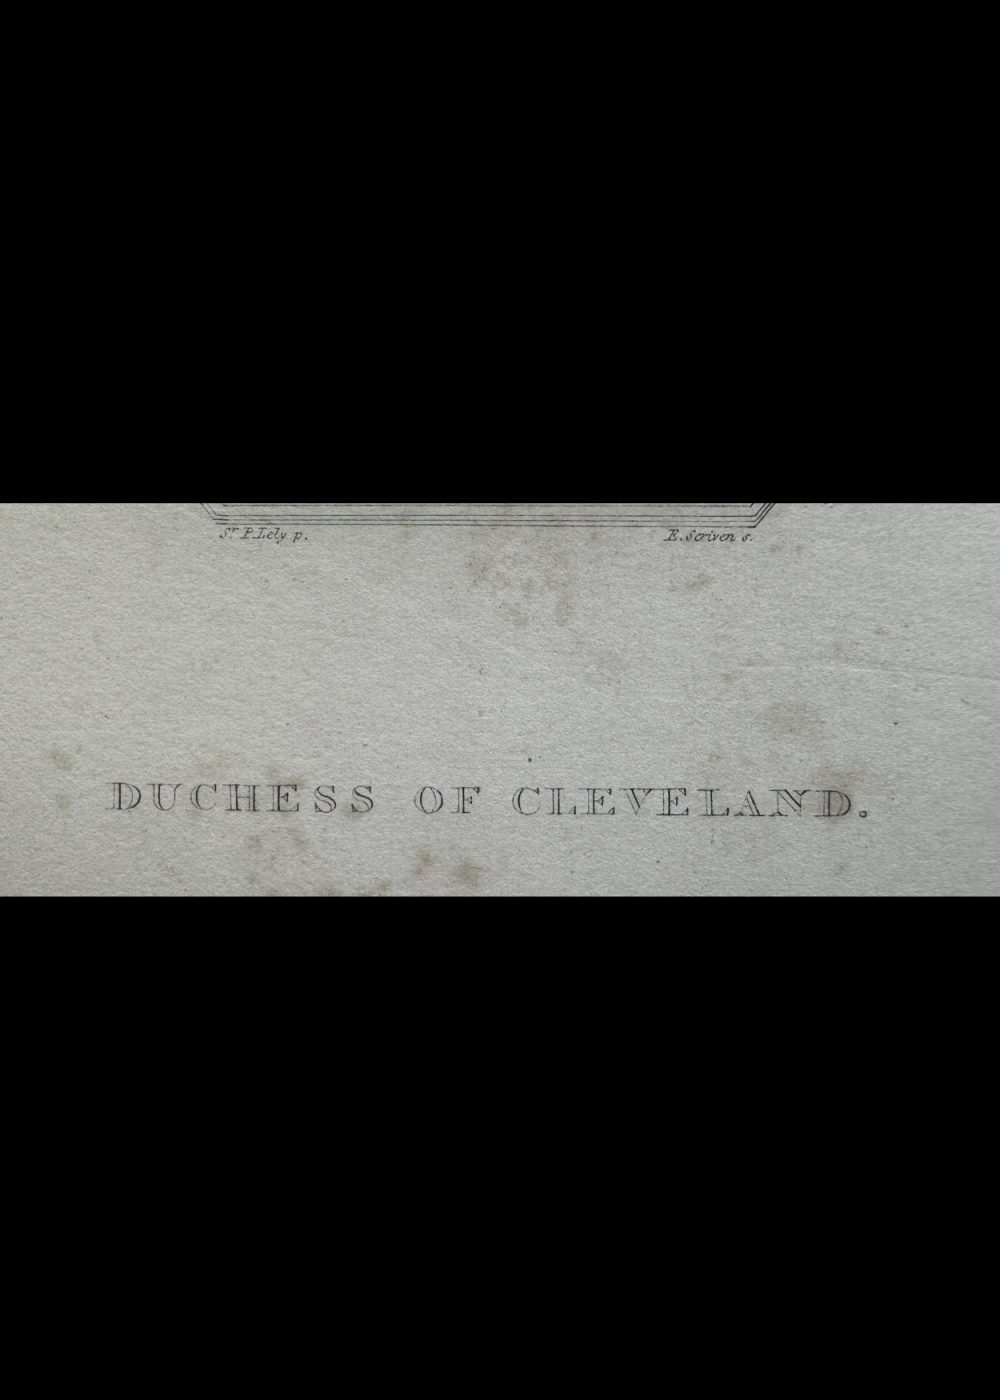 Sr P. Lely p.
E. Scriven s.
DUCHESS OF CLEVELAND.